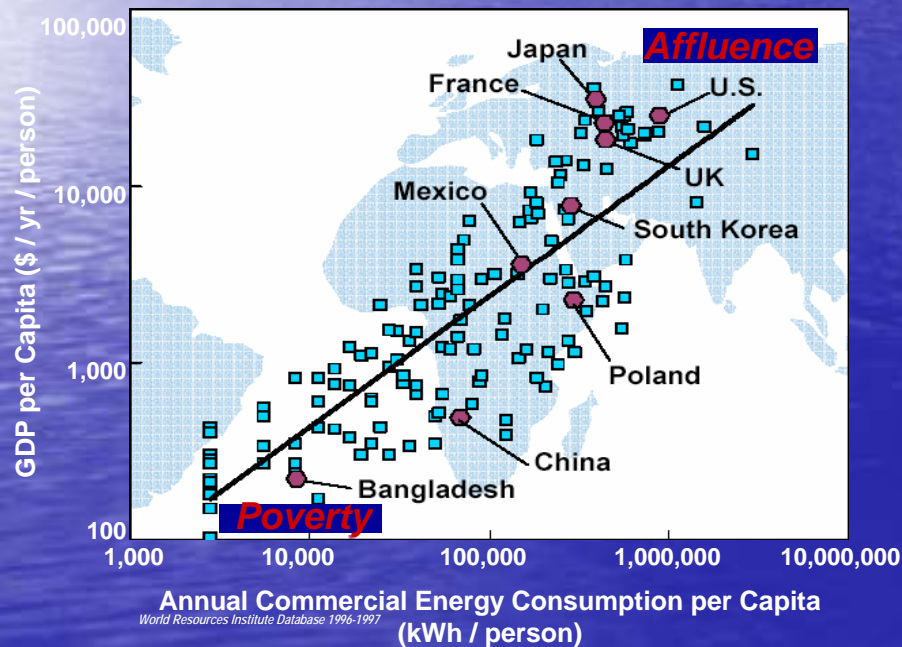 100,000
Japan
Affluence
France
U.S.
10,000
Mexico
UK
South Korea
1,000
Poland
China
Bangladesh
Poverty
100
1,000
10,000
100,000
1,000,000
10,000,000
GDP per Capita ($ / yr / person)
Annual Commercial Energy Consumption per Capita
World Resources Institute Database 1996-1997
(kWh / person)